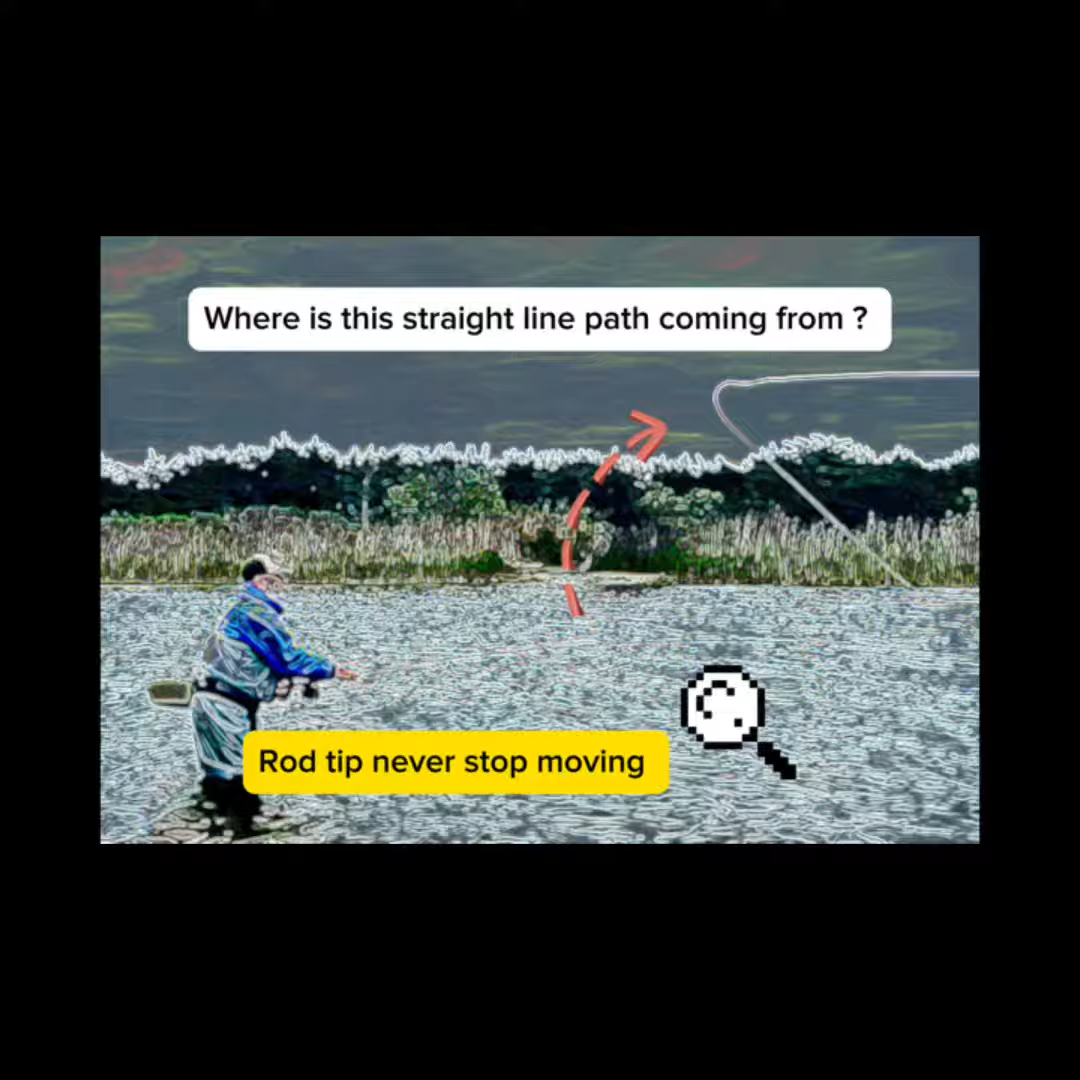 Where is this straight line path coming from ?
Rod tip never stop moving